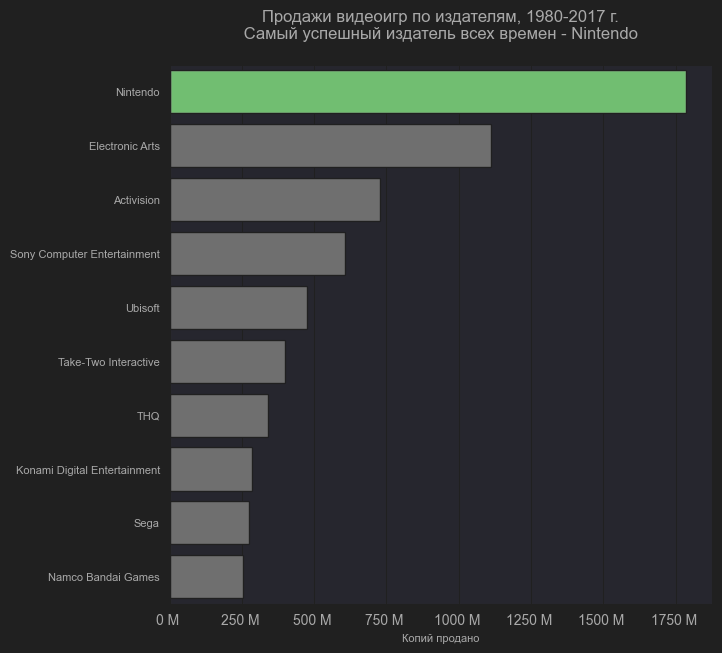 Продажи видеоигр по издателям, 1980-2017 г.
Самый успешный издатель всех времен - Nintendo
Nintendo
Electronic Arts
Activision
Sony Computer Entertainment
Ubisoft
Take-Two Interactive
THQ
Konami Digital Entertainment
Sega
Namco Bandai Games
0 M 250 M 500 M 750 M 1000 M 1250 M 1500 M 1750 M
Копий продано